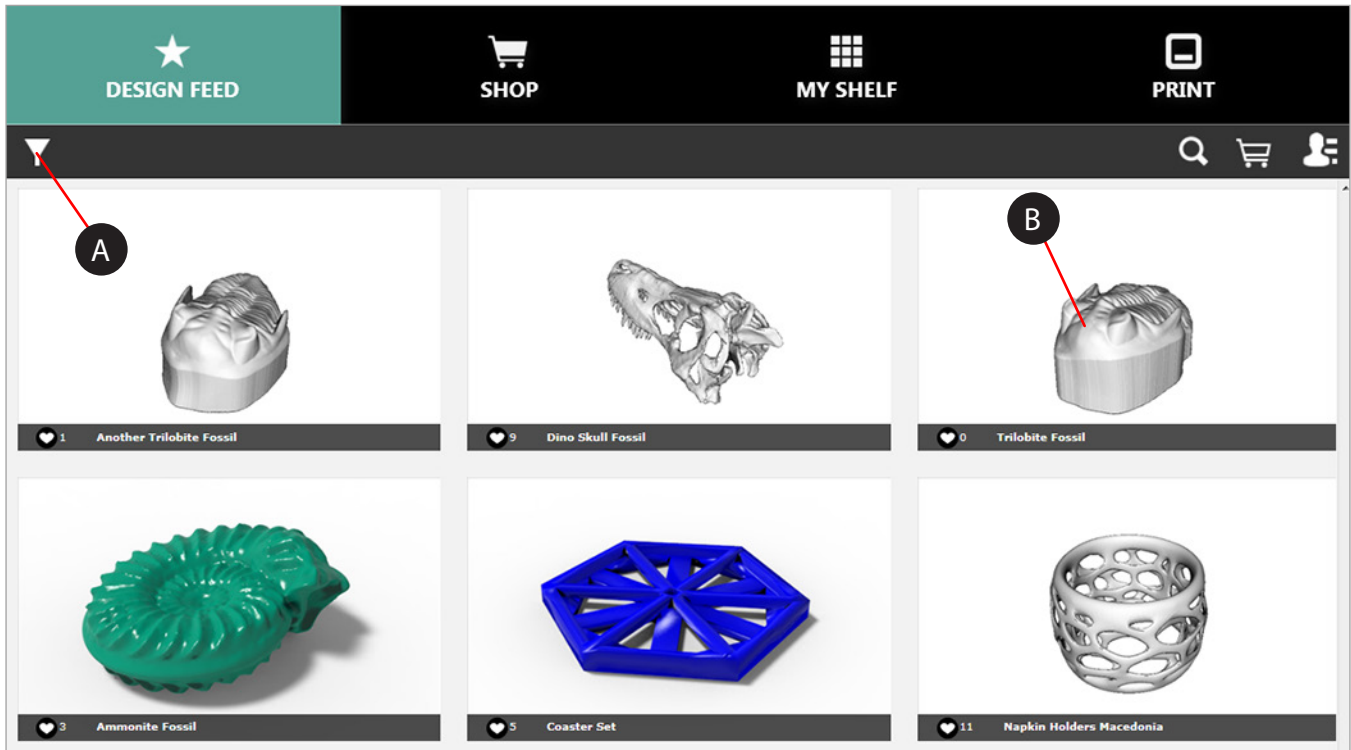 DESIGN FEED
SHOP
MY SHELF
PRINT
A
B
1 Another Trilobite Fossil
9 Dino Skull Fossil
0 Trilobite Fossil
3 Ammonite Fossil
5 Coaster Set
11 Napkin Holders Macedonia